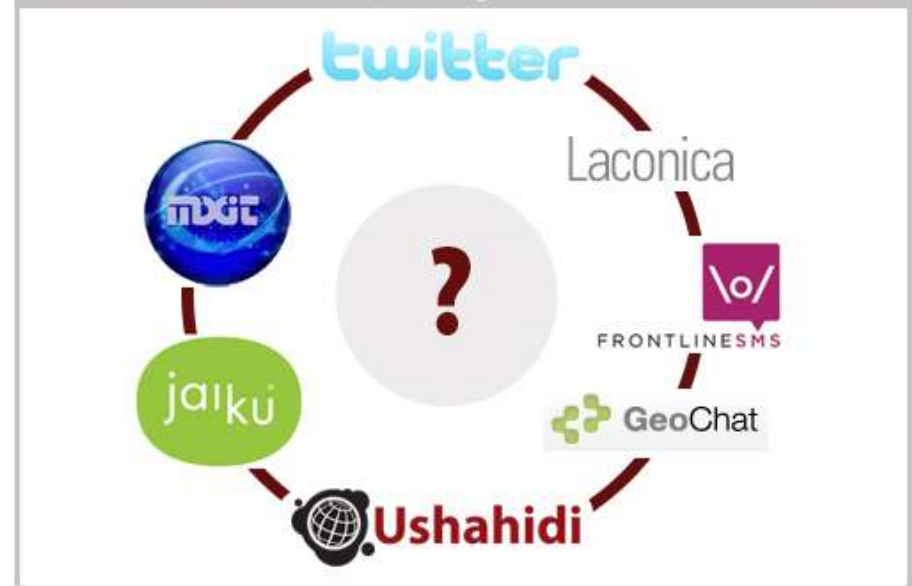 twitter
Laconica
mxit
?
\o/
FRONTLINESMS
jaiku
GeoChat
Ushahidi